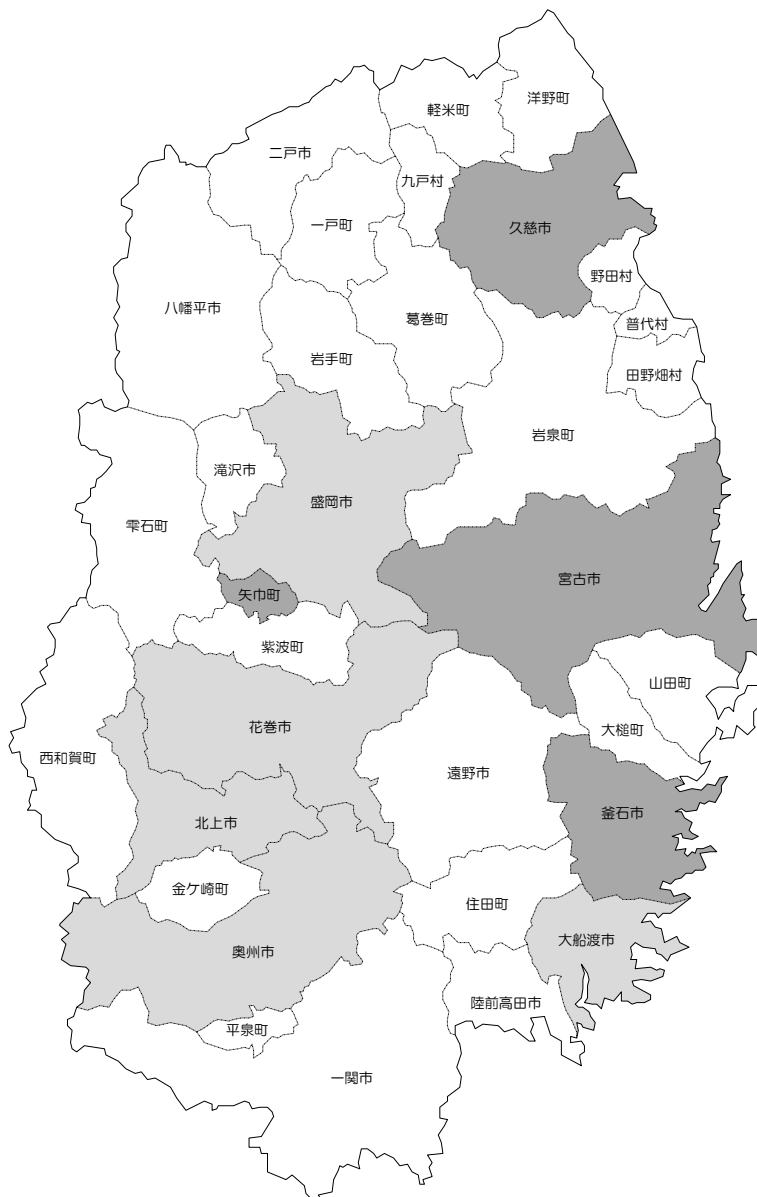 洋野町
軽米町
二戸市
九戸村
一戸町
久慈市
野田村
八幡平市
葛巻町
普代村
岩手町
田野畑村
岩泉町
滝沢市
盛岡市
雫石町
宮古市
矢巾町
紫波町
山田町
花巻市
大槌町
西和賀町
遠野市
釜石市
北上市
金ケ崎町
住田町
大船渡市
奥州市
陸前高田市
平泉町
一関市